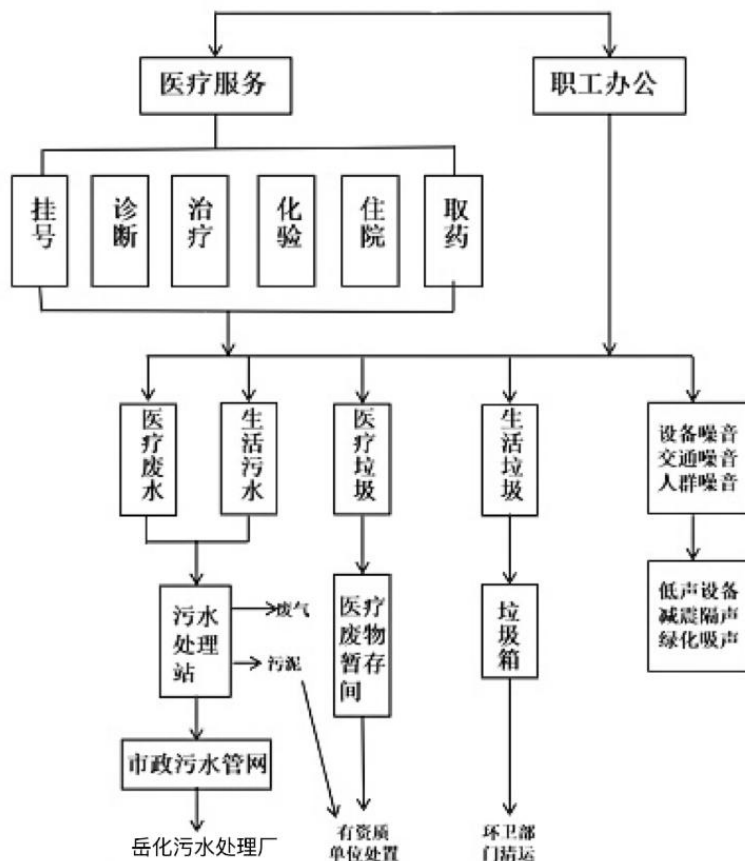 医疗服务
职工办公
挂号
诊断
治疗
化验
住院
取药
医疗废水
生活污水
医疗垃圾
生活垃圾
设备噪音
交通噪音
人群噪音
污水
处理
站
废气
污泥
医疗
废物
暂存
间
垃圾箱
低声设备
减震隔声
绿化吸声
市政污水管网
岳化污水处理厂
有资质
单位处置
环卫部
门清运